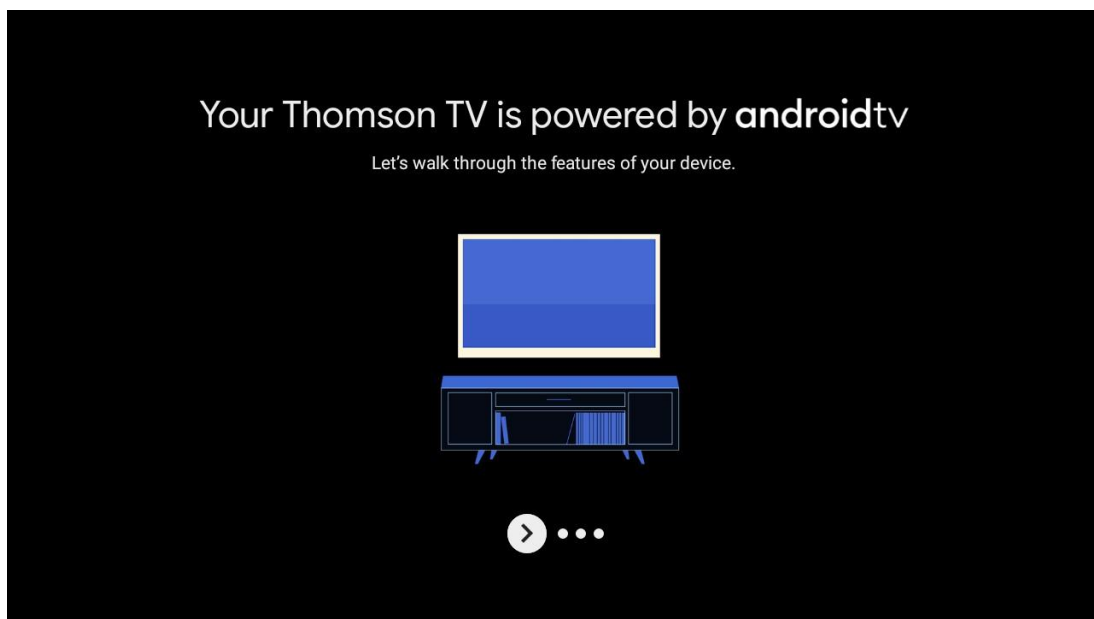 Your Thomson TV is powered by androidtv
Let’s walk through the features of your device.